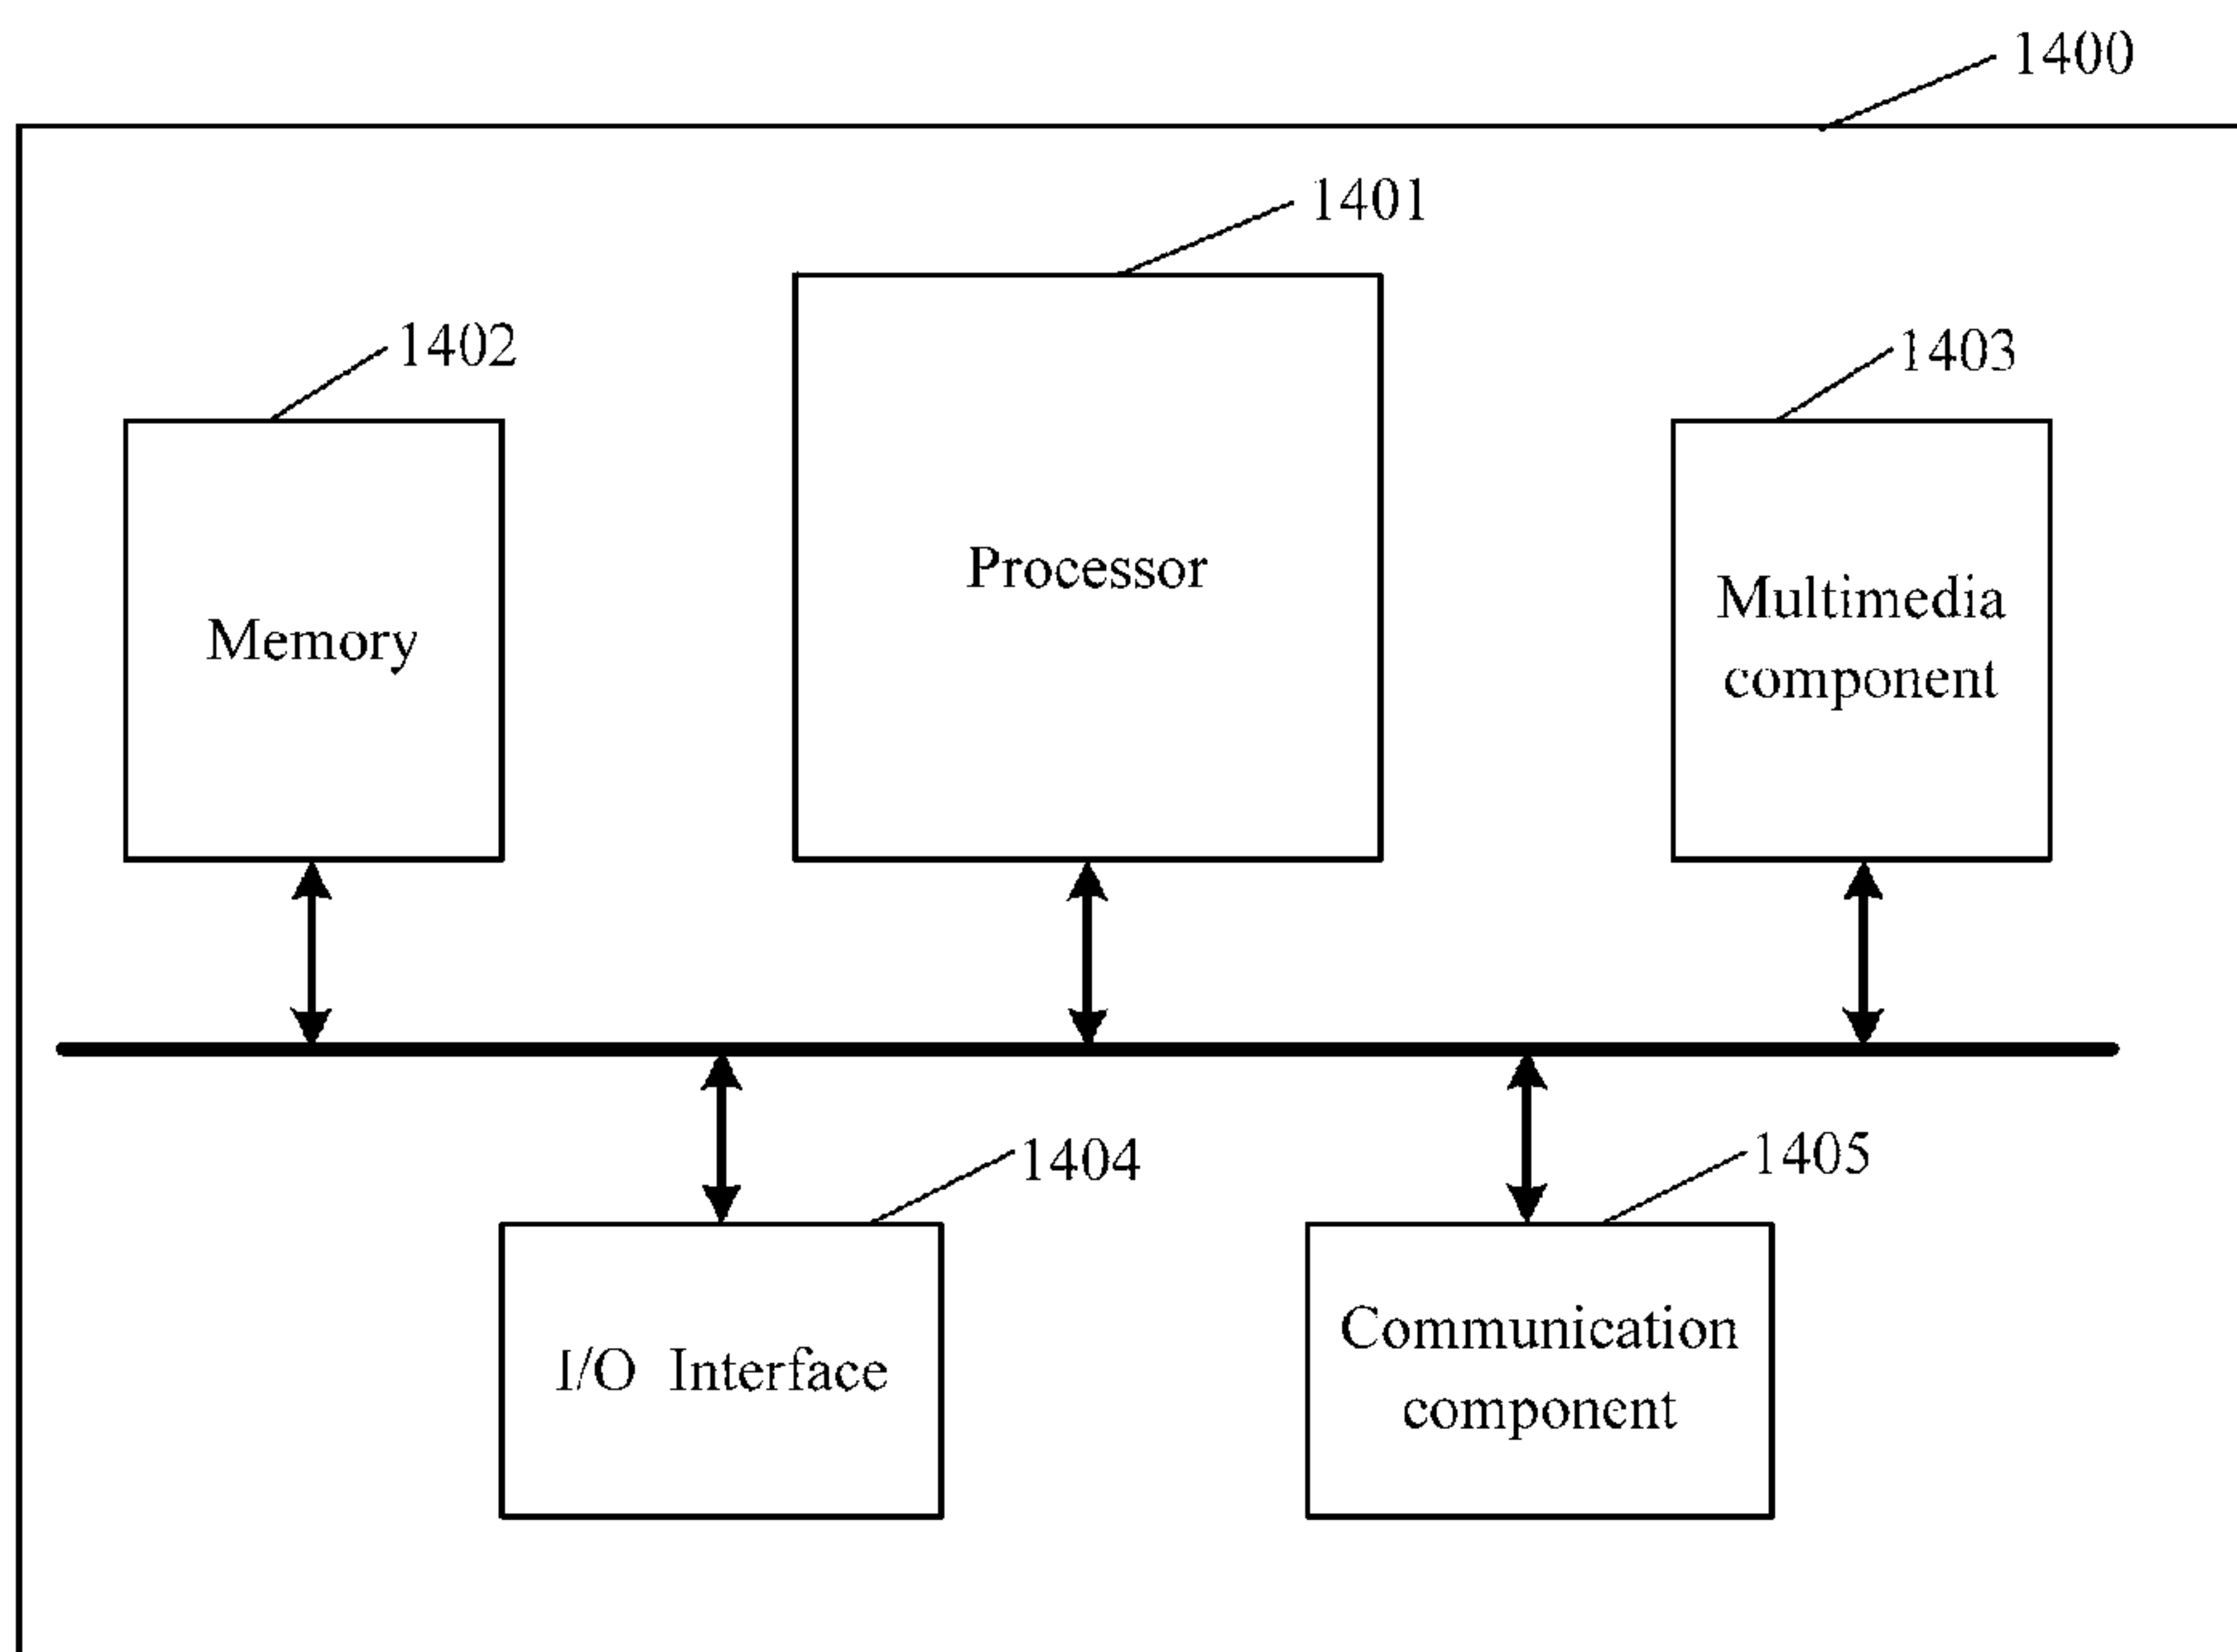 1400
1401
1402
1403
Processor
Memory
Multimedia
component
1404
1405
I/O Interface
Communication
component